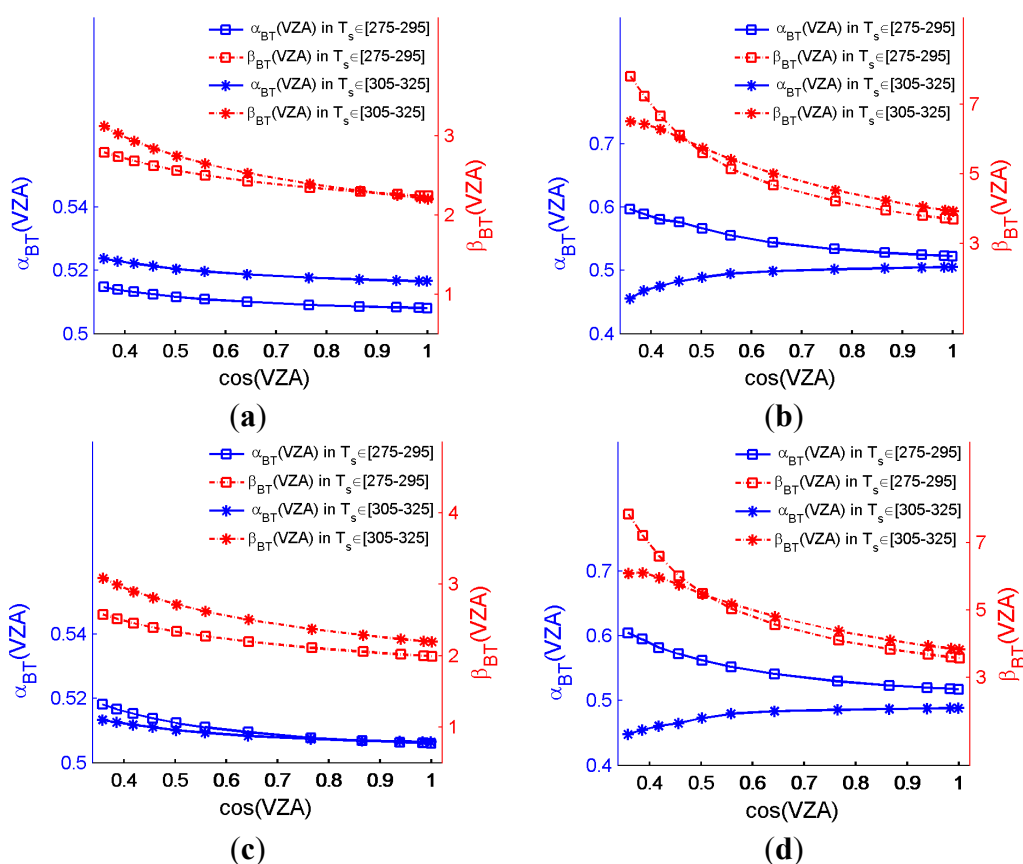 α_BT(VZA) in T_s∈[275-295]
β_BT(VZA) in T_s∈[275-295]
α_BT(VZA) in T_s∈[305-325]
β_BT(VZA) in T_s∈[305-325]
0.54
0.52
0.5
α_BT(VZA)
3
2
1
β_BT(VZA)
0.4 0.5 0.6 0.7 0.8 0.9 1
cos(VZA)
(a)
α_BT(VZA) in T_s∈[275-295]
β_BT(VZA) in T_s∈[275-295]
α_BT(VZA) in T_s∈[305-325]
β_BT(VZA) in T_s∈[305-325]
0.7
0.6
0.5
0.4
α_BT(VZA)
7
5
3
β_BT(VZA)
0.4 0.5 0.6 0.7 0.8 0.9 1
cos(VZA)
(b)
α_BT(VZA) in T_s∈[275-295]
β_BT(VZA) in T_s∈[275-295]
α_BT(VZA) in T_s∈[305-325]
β_BT(VZA) in T_s∈[305-325]
0.54
0.52
0.5
α_BT(VZA)
4
3
2
1
β_BT(VZA)
0.4 0.5 0.6 0.7 0.8 0.9 1
cos(VZA)
(c)
α_BT(VZA) in T_s∈[275-295]
β_BT(VZA) in T_s∈[275-295]
α_BT(VZA) in T_s∈[305-325]
β_BT(VZA) in T_s∈[305-325]
0.7
0.6
0.5
0.4
α_BT(VZA)
7
5
3
β_BT(VZA)
0.4 0.5 0.6 0.7 0.8 0.9 1
cos(VZA)
(d)